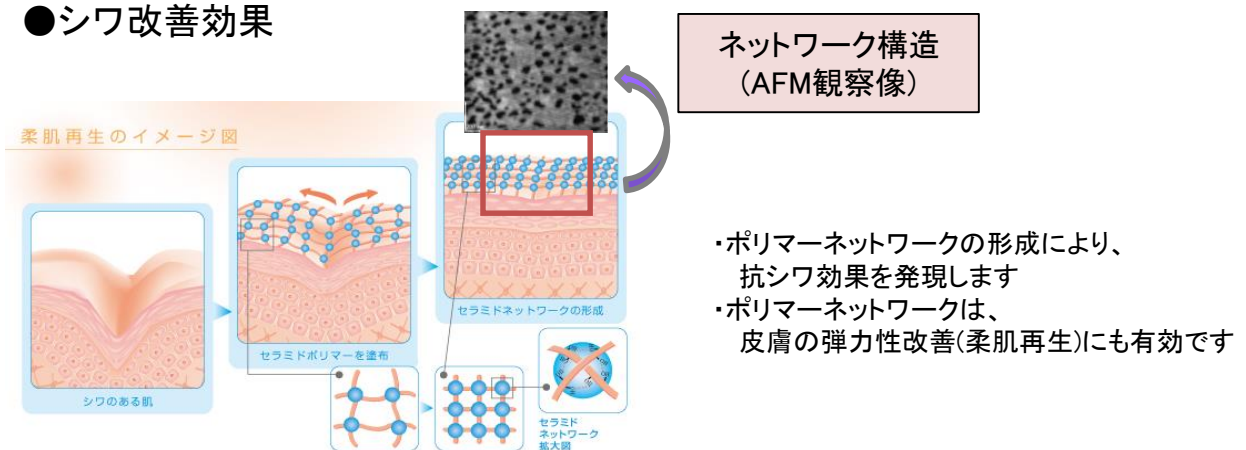 ●シワ改善効果
ネットワーク構造
(AFM観察像)
柔肌再生のイメージ図
シワのある肌
セラミドポリマーを塗布
セラミドネットワークの形成
セラミド
ネットワーク
拡大図
・ポリマーネットワークの形成により、
抗シワ効果を発現します
・ポリマーネットワークは、
皮膚の弾力性改善(柔肌再生)にも有効です